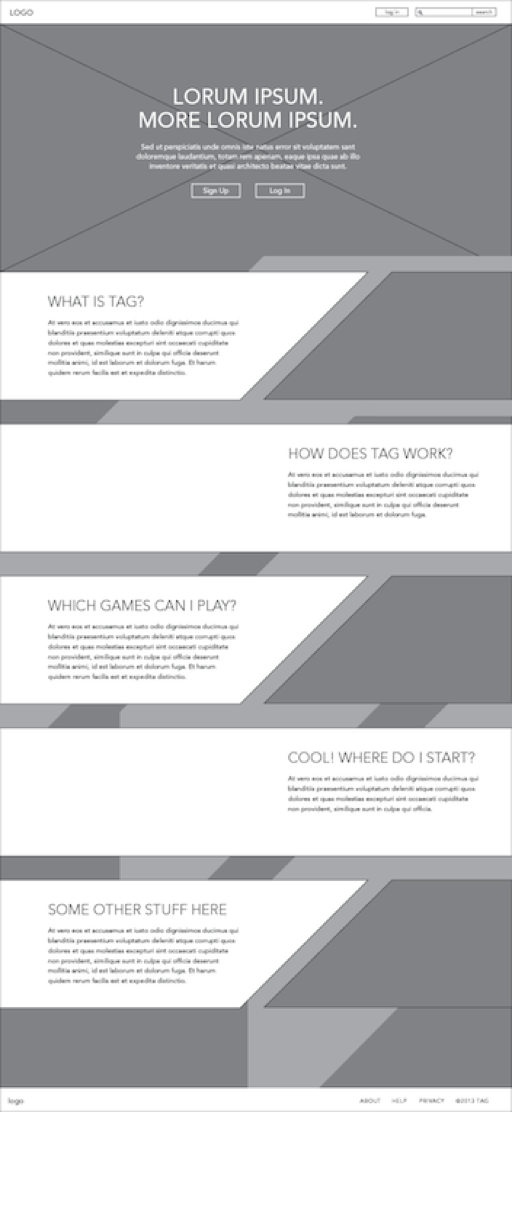 LOGO
log in
search
LORUM IPSUM.
MORE LORUM IPSUM.
Sed ut perspiciatis unde omnis iste natus error sit voluptatem sant
doloremque laudantium, totam rem aperiam, eaque ipsa quae ab illo
inventore veritatis et quasi architecto beatae vitae dicta sunt.
Sign Up
Log In
WHAT IS TAG?
At vero eos et accusamus et iusto odio dignissimos ducimus qui
blanditiis praesentium voluptatum deleniti atque corrupti quos
dolores et quas molestias excepturi sint occaecati cupiditate
non provident, similique sunt in culpa qui officia deserunt
mollitia animi, id est laborum et dolorum fuga. Et harum
quidem rerum facilis est et expedita distinctio.
HOW DOES TAG WORK?
At vero eos et accusamus et iusto odio dignissimos ducimus qui
blanditiis praesentium voluptatum deleniti atque corrupti quos
dolores et quas molestias excepturi sint occaecati cupiditate
non provident, similique sunt in culpa qui officia deserunt
mollitia animi, id est laborum et dolorum fuga.
WHICH GAMES CAN I PLAY?
At vero eos et accusamus et iusto odio dignissimos ducimus qui
blanditiis praesentium voluptatum deleniti atque corrupti quos
dolores et quas molestias excepturi sint occaecati cupiditate
non provident, similique sunt in culpa qui officia deserunt
mollitia animi, id est laborum et dolorum fuga. Et harum
quidem rerum facilis est et expedita distinctio.
COOL! WHERE DO I START?
At vero eos et accusamus et iusto odio dignissimos ducimus qui
blanditiis praesentium voluptatum deleniti atque corrupti quos
dolores et quas molestias excepturi sint occaecati cupiditate
non provident, similique sunt in culpa qui officia.
SOME OTHER STUFF HERE
At vero eos et accusamus et iusto odio dignissimos ducimus qui
blanditiis praesentium voluptatum deleniti atque corrupti quos
dolores et quas molestias excepturi sint occaecati cupiditate
non provident, similique sunt in culpa qui officia deserunt
mollitia animi, id est laborum et dolorum fuga. Et harum
quidem rerum facilis est et expedita distinctio.
logo
ABOUT HELP PRIVACY ©2013 TAG